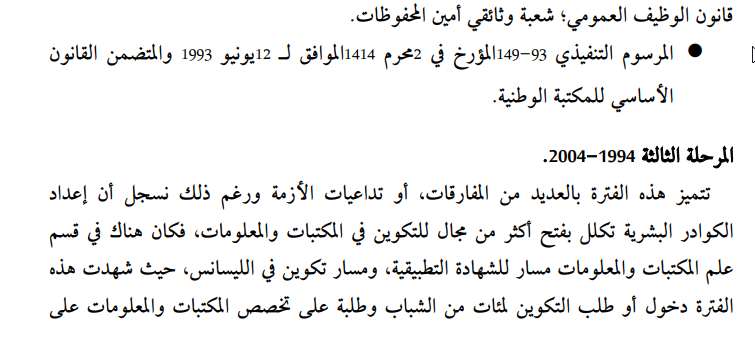 قانون الوظيف العمومي؛ شعبة وثائقي أمين المحفوظات.
● المرسوم التنفيذي 93-149المؤرخ في 2محرم 1414الموافق لـ 12يونيو 1993 والمتضمن القانون
الأساسي للمكتبة الوطنية.
المرحلة الثالثة 1994-2004.
تتميز هذه الفترة بالعديد من المفارقات، أو تداعيات الأزمة ورغم ذلك نسجل أن إعداد
الكوادر البشرية تكلل بفتح أكثر من مجال للتكوين في المكتبات والمعلومات، فكان هناك في قسم
علم المكتبات والمعلومات مسار للشهادة التطبيقية، ومسار تكوين في الليسانس، حيث شهدت هذه
الفترة دخول أو طلب التكوين لمئات من الشباب وطلبة على تخصص المكتبات والمعلومات على